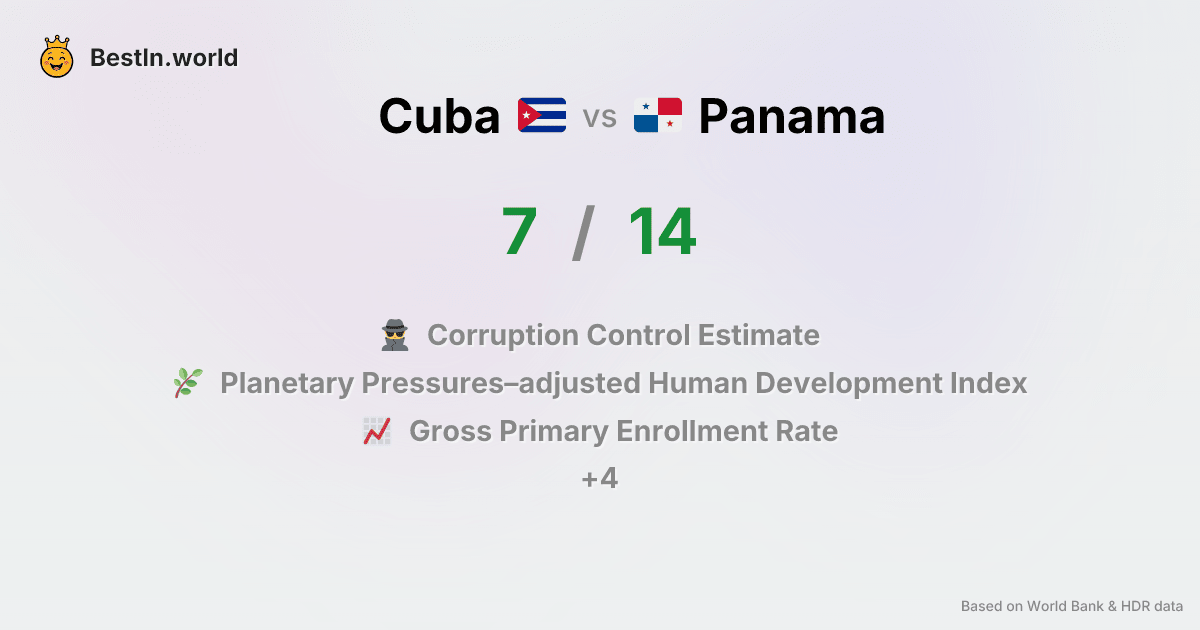 BestIn.world
Cuba vs Panama
7 / 14
Corruption Control Estimate
Planetary Pressures–adjusted Human Development Index
Gross Primary Enrollment Rate
+4
Based on World Bank & HDR data